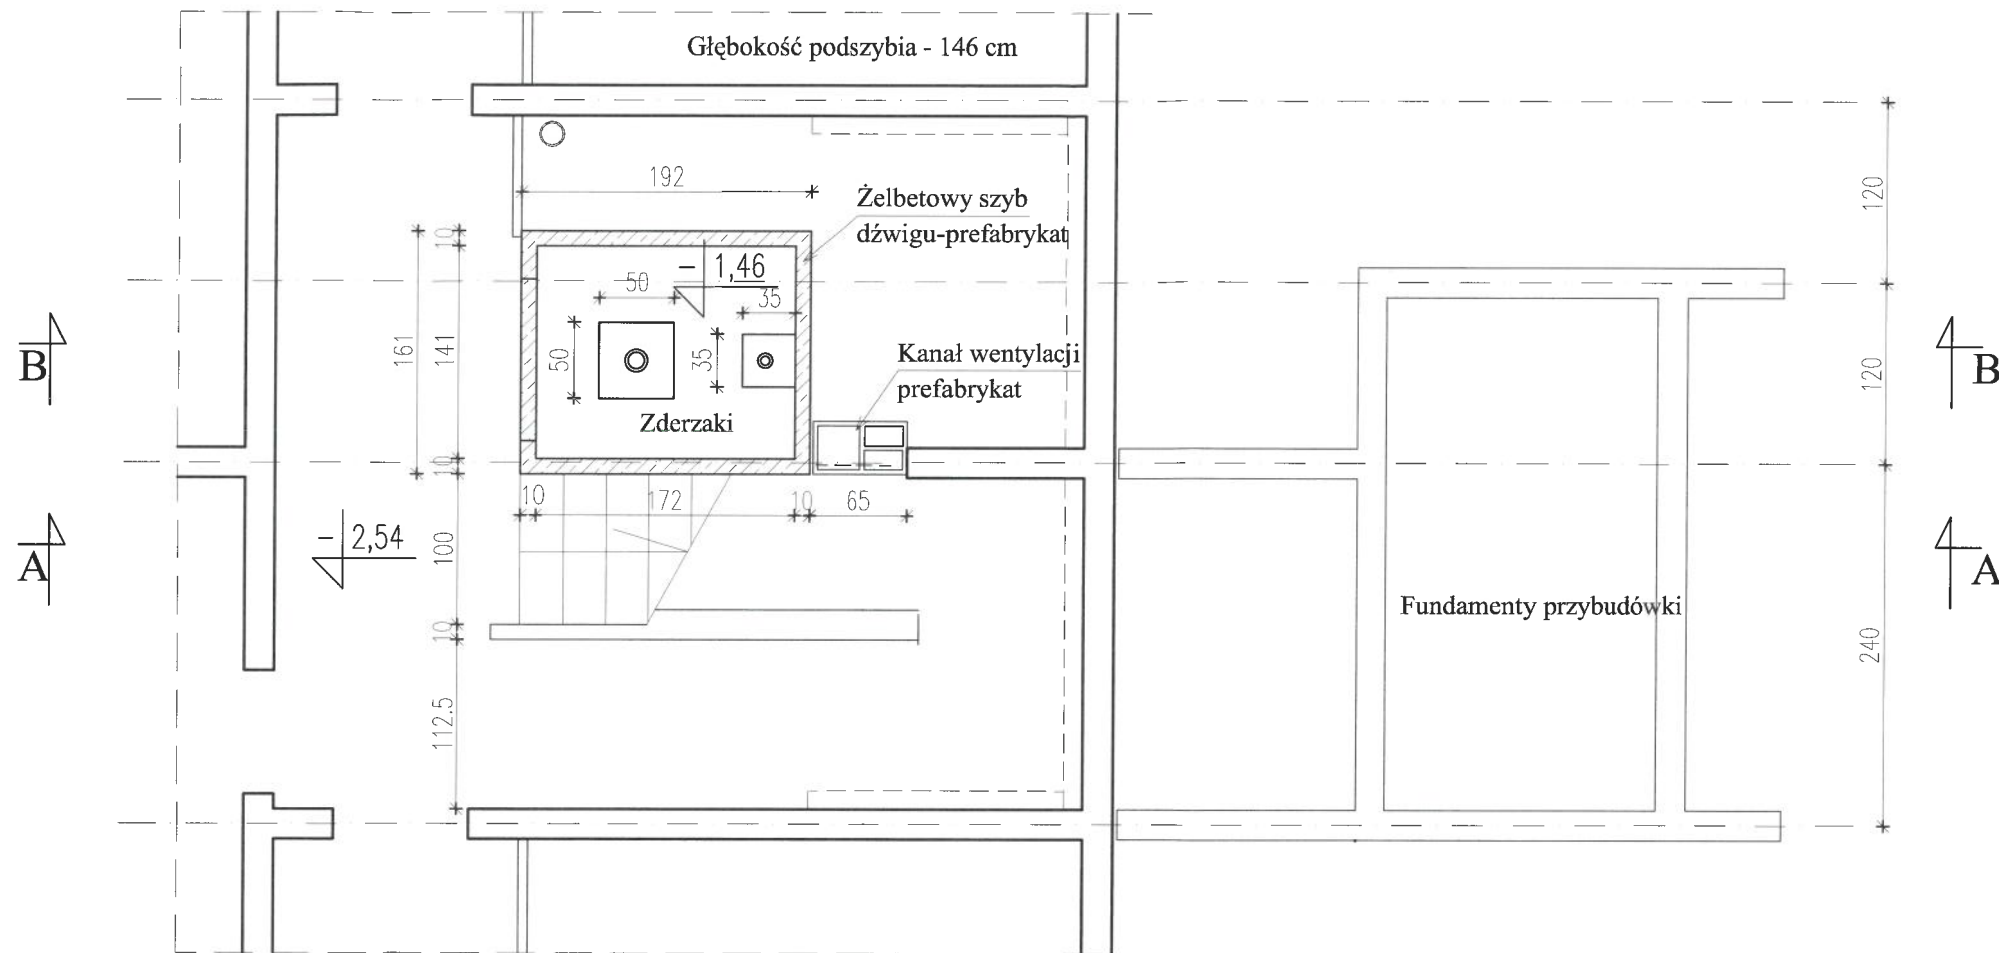 Głębokość podszybia - 146 cm
192
Żelbetowy szyb
dźwigu-prefabrykat
120
10
- 1,46
50
35
161
141
50
35
Kanał wentylacji
prefabrykat
B
B
120
Zderzaki
10
10
172
10
65
- 2,54
100
A
A
Fundamenty przybudówki
10
240
112.5